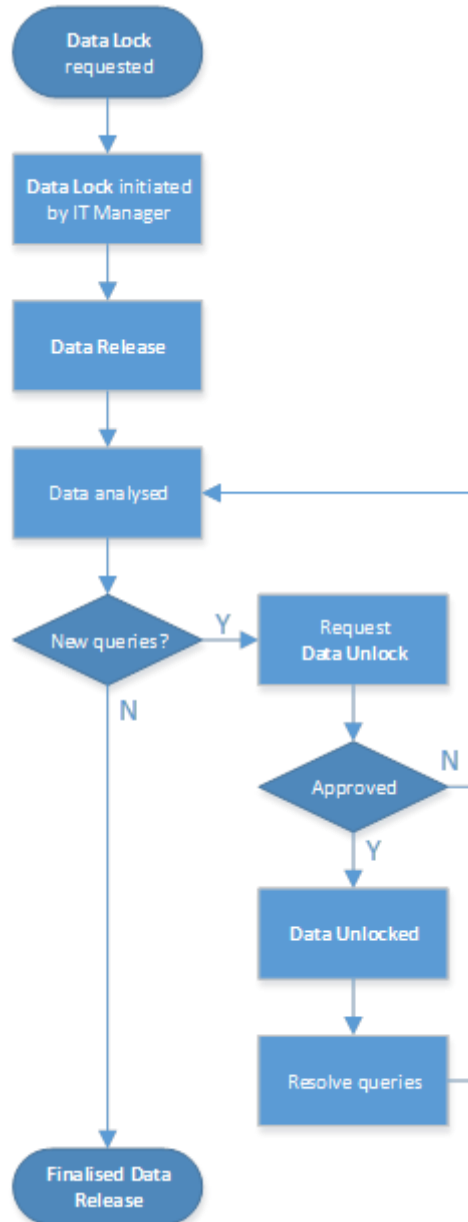 Data Lock
requested
Data Lock initiated
by IT Manager
Data Release
Data analysed
New queries?
Y
Request
Data Unlock
N
Approved
N
Y
Data Unlocked
Resolve queries
Finalised Data
Release